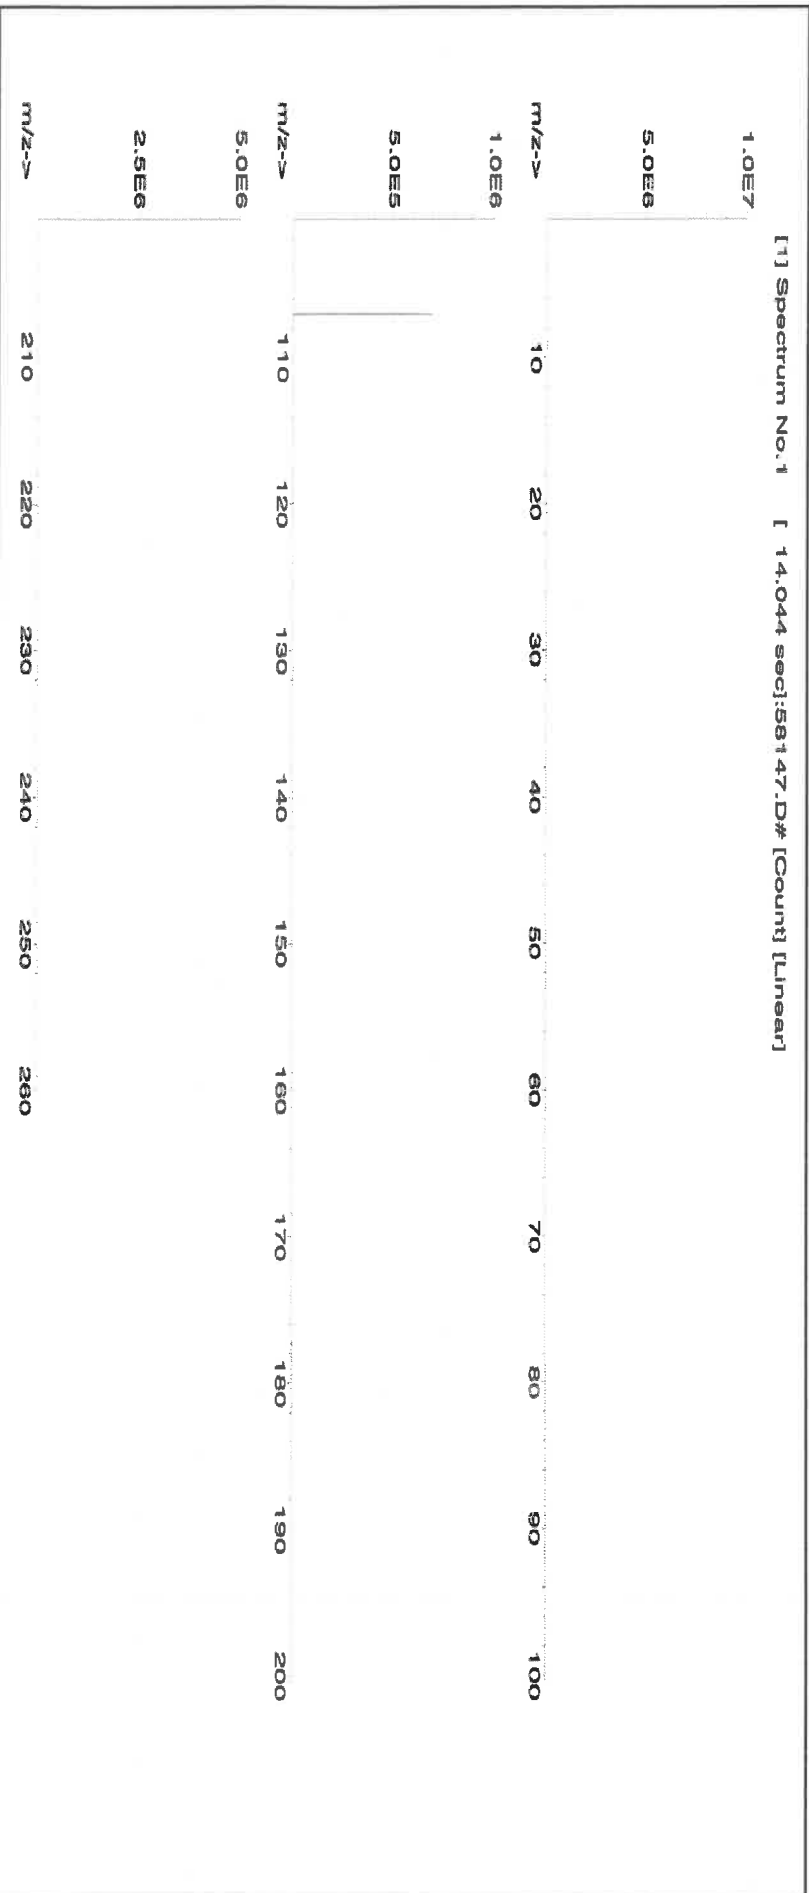 [1] Spectrum No.1 [ 14.044 sec]:58147.D# [Count] [Linear]
1.0E7
5.0E6
m/z-> 10 20 30 40 50 60 70 80 90 100
1.0E6
5.0E5
m/z-> 110 120 130 140 150 160 170 180 190 200
5.0E6
2.5E6
m/z-> 210 220 230 240 250 260